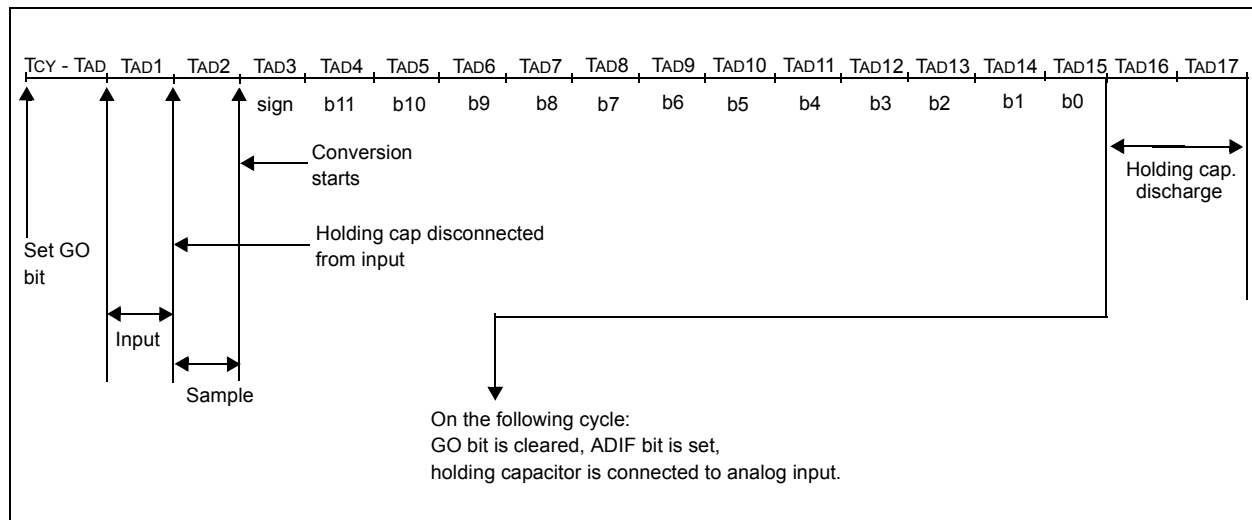 TCY - TAD TAD1 TAD2 TAD3 TAD4 TAD5 TAD6 TAD7 TAD8 TAD9 TAD10 TAD11 TAD12 TAD13 TAD14 TAD15 TAD16 TAD17
sign b11 b10 b9 b8 b7 b6 b5 b4 b3 b2 b1 b0
Conversion
starts
Holding cap.
discharge
Set GO
bit
Holding cap disconnected
from input
Input
Sample
On the following cycle:
GO bit is cleared, ADIF bit is set,
holding capacitor is connected to analog input.